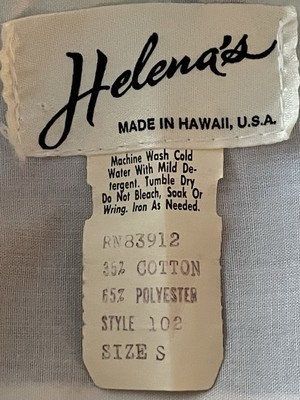 Helena's
MADE IN HAWAII, U.S.A.
Machine Wash Cold
Water With Mild De-
tergent. Tumble Dry
Do Not Bleach, Soak Or
Wring. Iron As Needed.
RN83912
35% COTTON
65% POLYESTER
STYLE 102
SIZE S